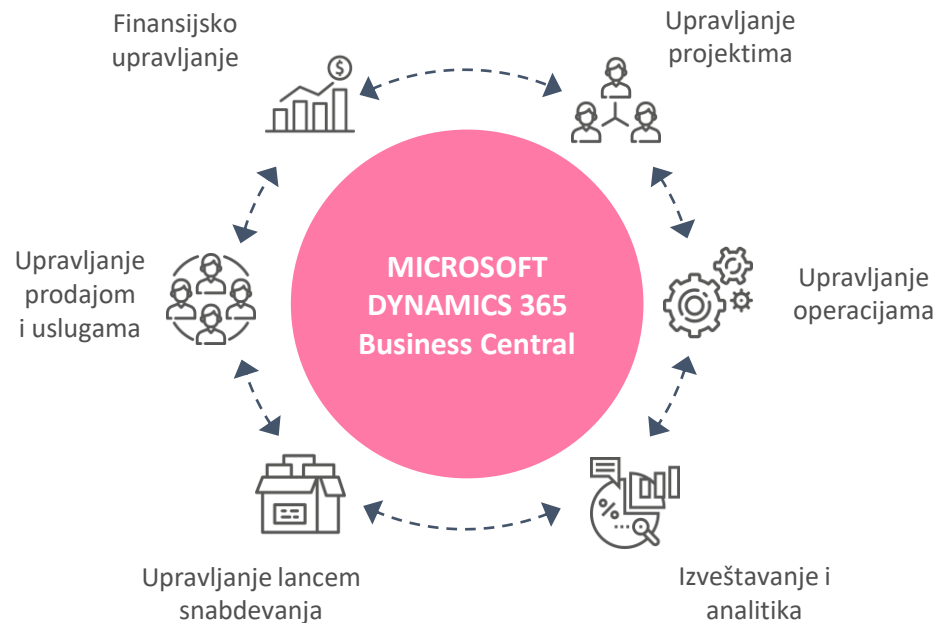 Finansijsko
upravljanje
Upravljanje
projektima
$
Upravljanje
prodajom
i uslugama
MICROSOFT
DYNAMICS 365
Business Central
Upravljanje
operacijama
%
Upravljanje lancem
snabdevanja
Izveštavanje i
analitika